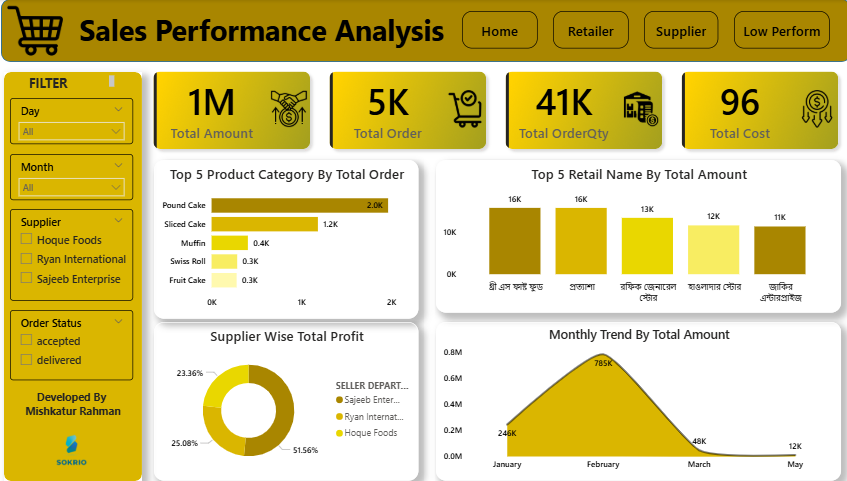 Sales Performance Analysis
Home
Retailer
Supplier
Low Perform
FILTER
Day
All
Month
All
Supplier
Hoque Foods
Ryan International
Sajeeb Enterprise
Order Status
accepted
delivered
Developed By
Mishkatur Rahman
SOKRIO
1M
Total Amount
5K
Total Order
41K
Total OrderQty
96
Total Cost
Top 5 Product Category By Total Order
Pound Cake
2.0K
Sliced Cake
1.2K
Muffin
0.4K
Swiss Roll
0.3K
Fruit Cake
0.3K
0K
1K
2K
Top 5 Retail Name By Total Amount
10K
0K
16K
16K
13K
12K
11K
থ্রী এস ফাষ্ট ফুড
প্রত্যাশা
রফিক জেনারেল
স্টোর
হাওলাদার স্টোর
জাকির
এন্টারপ্রাইজ
Supplier Wise Total Profit
23.36%
25.08%
51.56%
SELLER DEPART...
Sajeeb Enter...
Ryan Internat...
Hoque Foods
Monthly Trend By Total Amount
0.8M
0.6M
0.4M
0.2M
0.0M
246K
785K
48K
12K
January
February
March
May